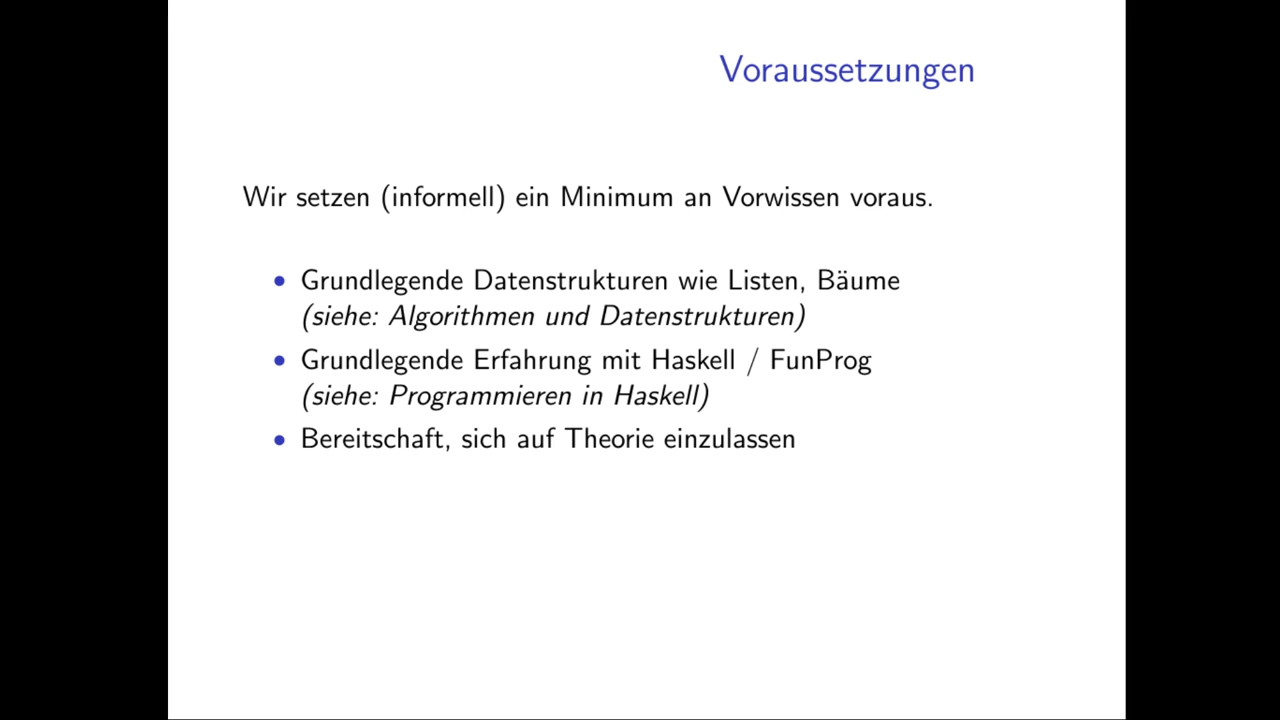 Voraussetzungen
Wir setzen (informell) ein Minimum an Vorwissen voraus.
• Grundlegende Datenstrukturen wie Listen, Bäume
(siehe: Algorithmen und Datenstrukturen)
• Grundlegende Erfahrung mit Haskell / FunProg
(siehe: Programmieren in Haskell)
• Bereitschaft, sich auf Theorie einzulassen